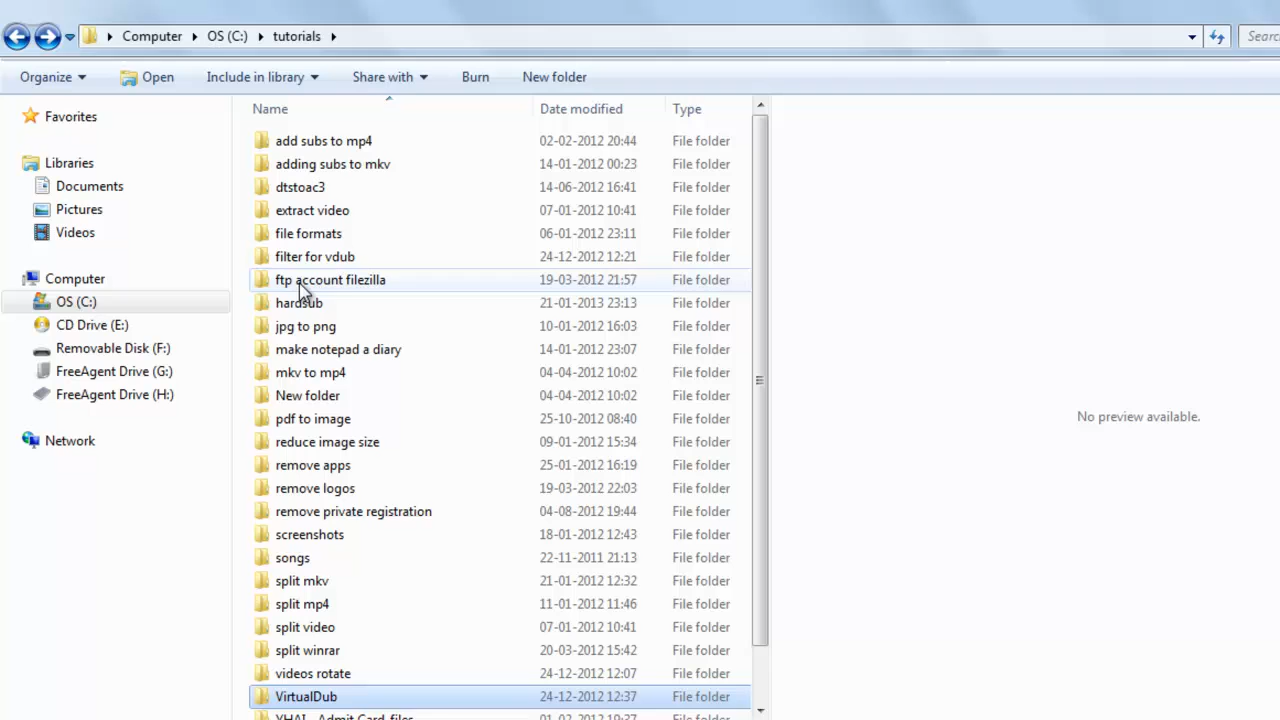 Computer OS (C:) tutorials Searc
Organize Open Include in library Share with Burn New folder
Favorites
Libraries
Documents
Pictures
Videos
Computer
OS (C:)
CD Drive (E:)
Removable Disk (F:)
FreeAgent Drive (G:)
FreeAgent Drive (H:)
Network
Name Date modified Type
add subs to mp4 02-02-2012 20:44 File folder
adding subs to mkv 14-01-2012 00:23 File folder
dtstoac3 14-06-2012 16:41 File folder
extract video 07-01-2012 10:41 File folder
file formats 06-01-2012 23:11 File folder
filter for vdub 24-12-2012 12:21 File folder
ftp account filezilla 19-03-2012 21:57 File folder
hardsub 21-01-2013 23:13 File folder
jpg to png 10-01-2012 16:03 File folder
make notepad a diary 14-01-2012 23:07 File folder
mkv to mp4 04-04-2012 10:02 File folder
New folder 04-04-2012 10:02 File folder
pdf to image 25-10-2012 08:40 File folder
reduce image size 09-01-2012 15:34 File folder
remove apps 25-01-2012 16:19 File folder
remove logos 19-03-2012 22:03 File folder
remove private registration 04-08-2012 19:44 File folder
screenshots 18-01-2012 12:43 File folder
songs 22-11-2011 21:13 File folder
split mkv 21-01-2012 12:32 File folder
split mp4 11-01-2012 11:46 File folder
split video 07-01-2012 10:41 File folder
split winrar 20-03-2012 15:42 File folder
videos rotate 24-12-2012 12:07 File folder
VirtualDub 24-12-2012 12:37 File folder
YHAI - Admit Card_files 01-02-2012 19:37 File folder
No preview available.